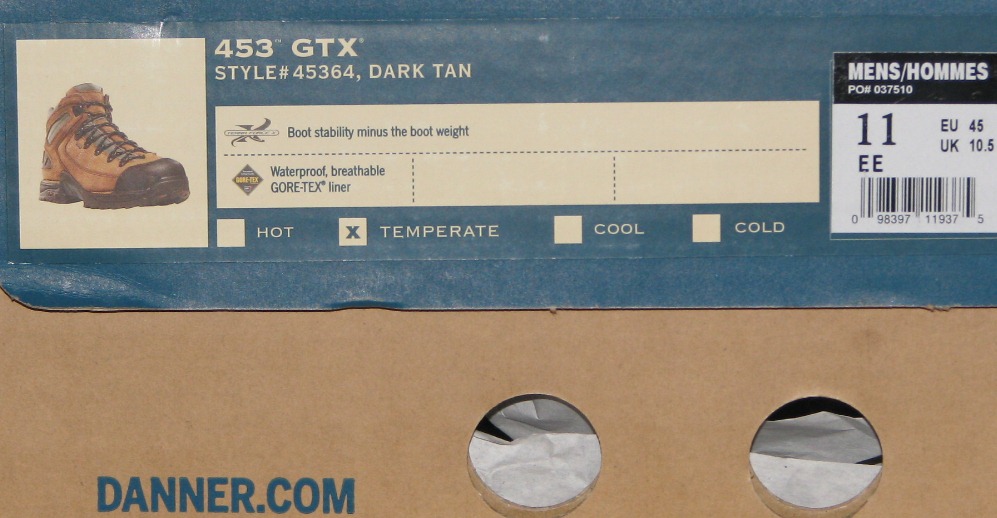 453™ GTX®
STYLE# 45364, DARK TAN
Boot stability minus the boot weight
GORE-TEX
Waterproof, breathable
GORE-TEX® liner
HOT
X TEMPERATE
COOL
COLD
MENS/HOMMES
PO# 037510
11
EE
EU 45
UK 10.5
0 98397 11937 5
DANNER.COM